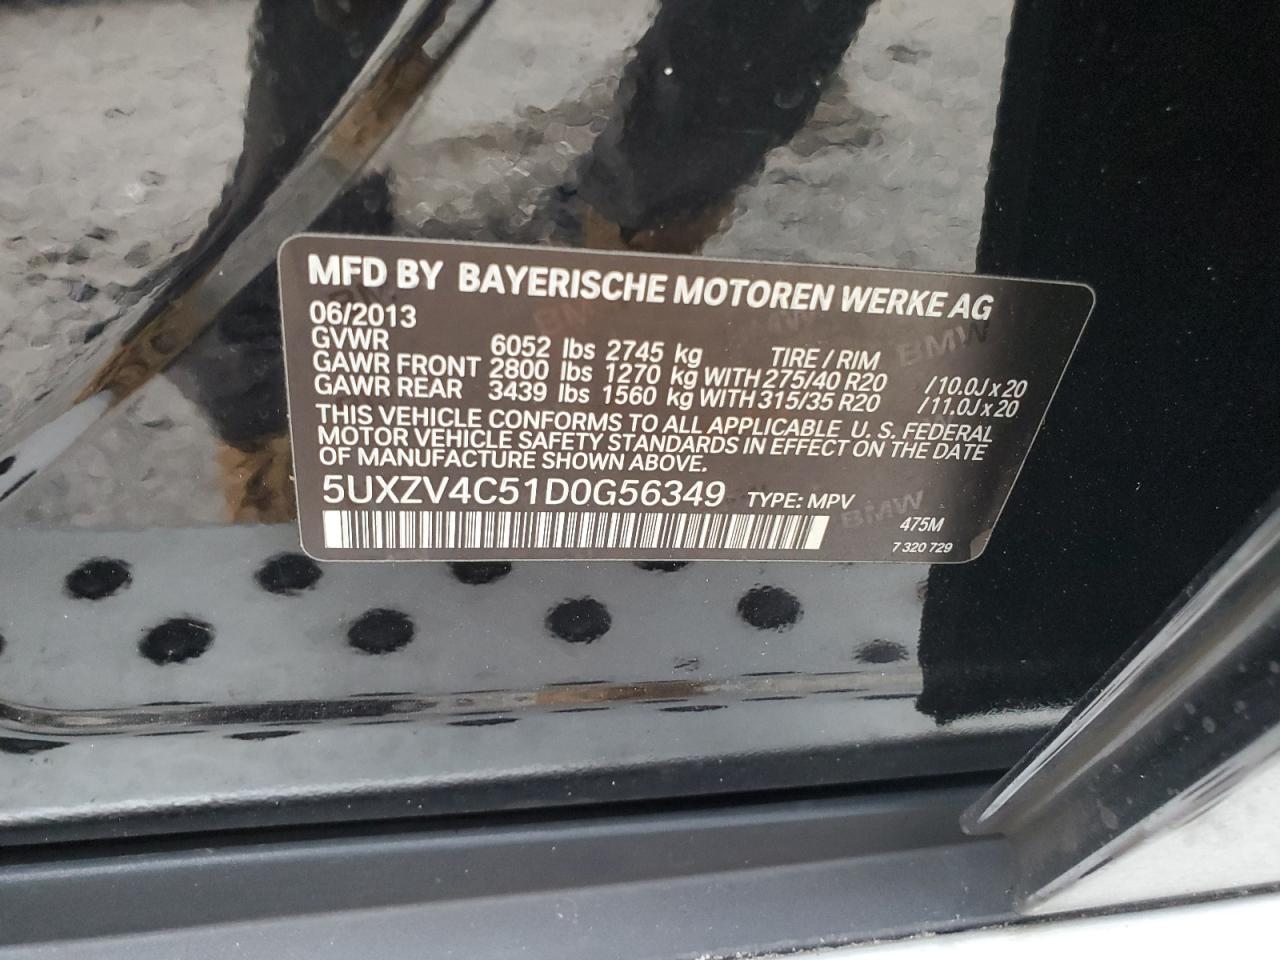 MFD BY BAYERISCHE MOTOREN WERKE AG
06/2013
GVWR 6052 lbs 2745 kg TIRE / RIM
GAWR FRONT 2800 lbs 1270 kg WITH 275/40 R20 /10.0J x 20
GAWR REAR 3439 lbs 1560 kg WITH 315/35 R20 /11.0J x 20
THIS VEHICLE CONFORMS TO ALL APPLICABLE U. S. FEDERAL
MOTOR VEHICLE SAFETY STANDARDS IN EFFECT ON THE DATE
OF MANUFACTURE SHOWN ABOVE.
5UXZV4C51D0G56349 TYPE: MPV
475M
7 320 729
BMW
BMW